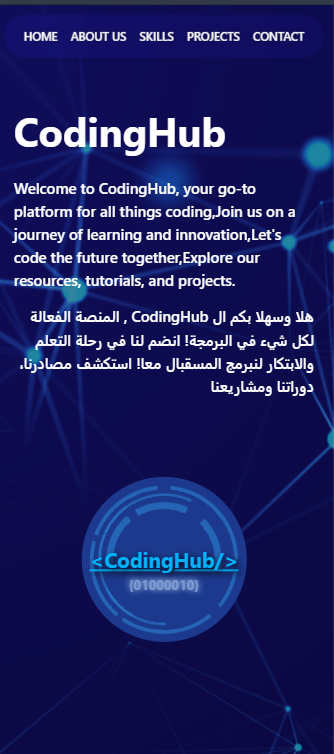 HOME ABOUT US SKILLS PROJECTS CONTACT
CodingHub
Welcome to CodingHub, your go-to
platform for all things coding,Join us on a
journey of learning and innovation,Let's
code the future together,Explore our
resources, tutorials, and projects.
هلا وسهلا بكم ال CodingHub , المنصة الفعالة
لكل شيء في البرمجة! انضم لنا في رحلة التعلم
والابتكار لنبرمج المسقبال معا! استكشف مصادرنا،
دوراتنا ومشاريعنا
<CodingHub/>
{01000010}